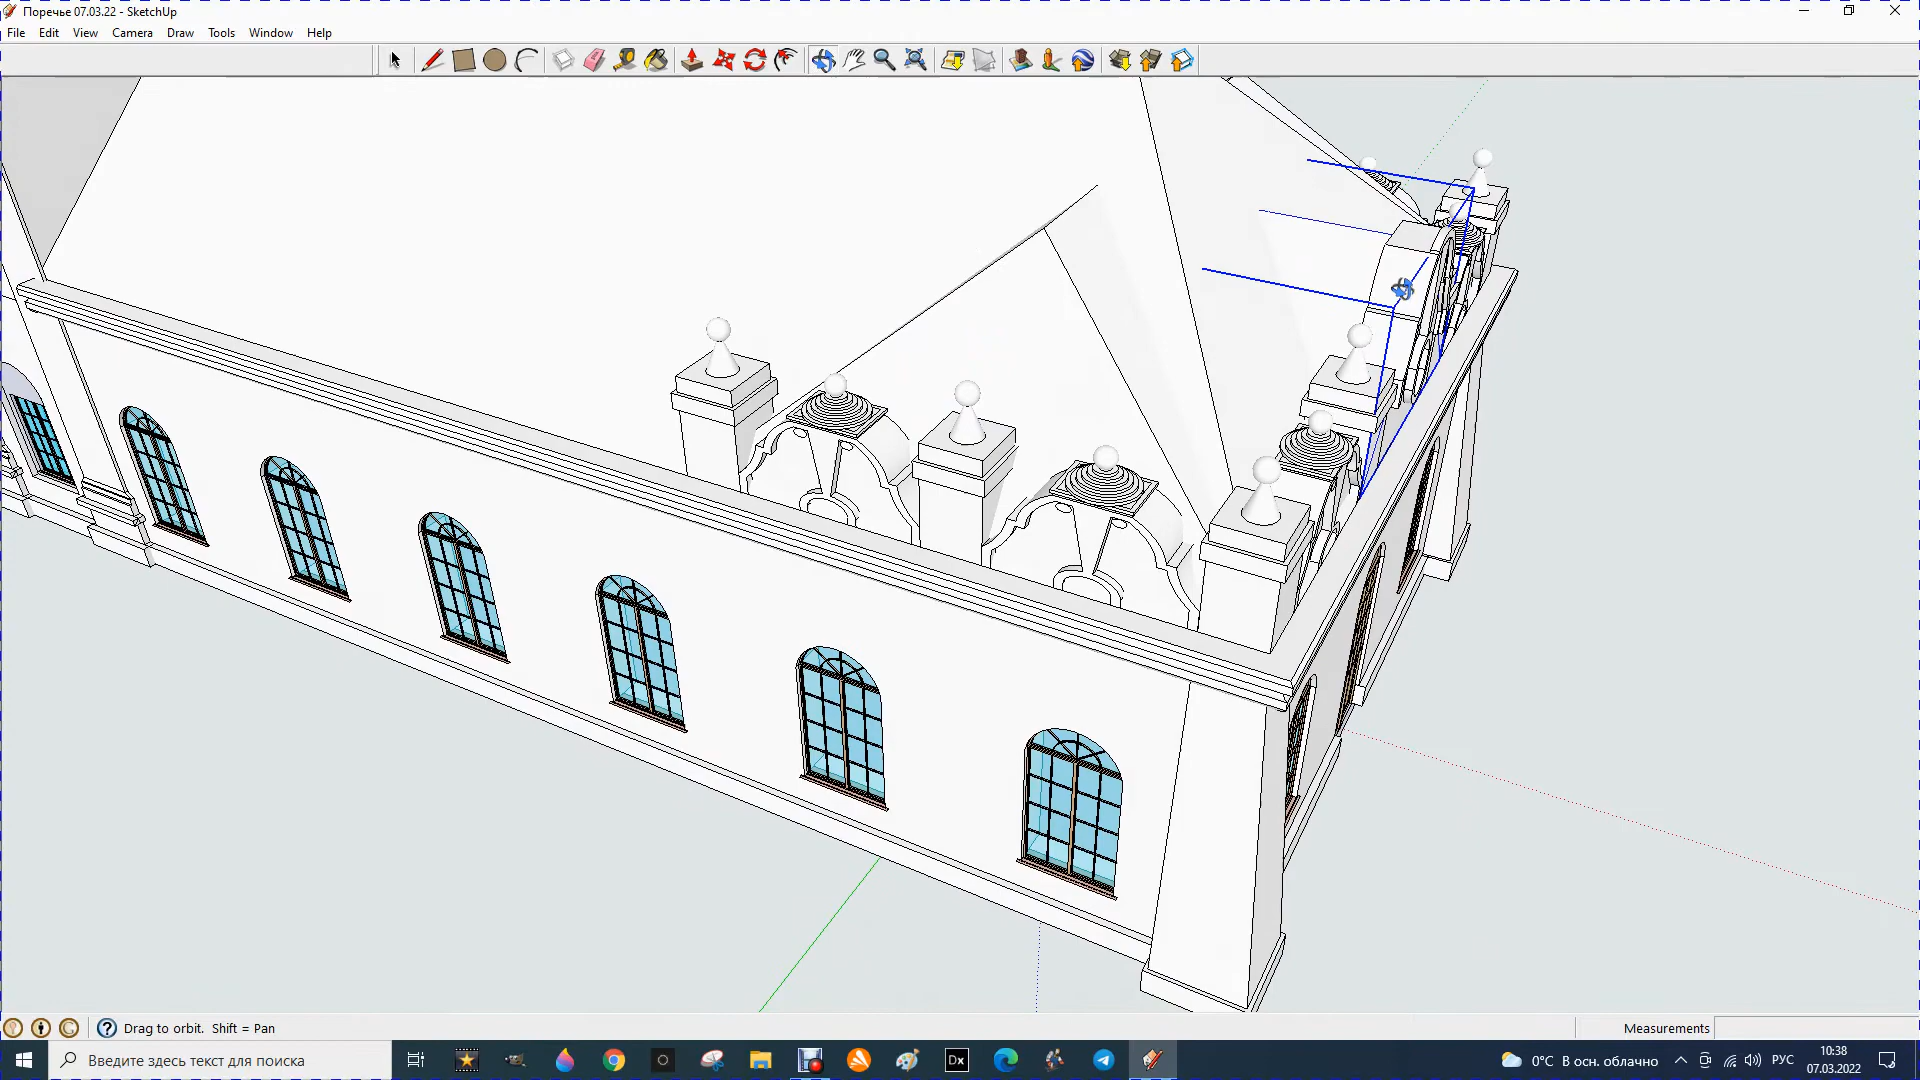 Поречье 07.03.22 - SketchUp
File Edit View Camera Draw Tools Window Help
Drag to orbit. Shift = Pan
Measurements
Введите здесь текст для поиска
Dx
0°C В осн. облачно
РУС
10:38
07.03.2022